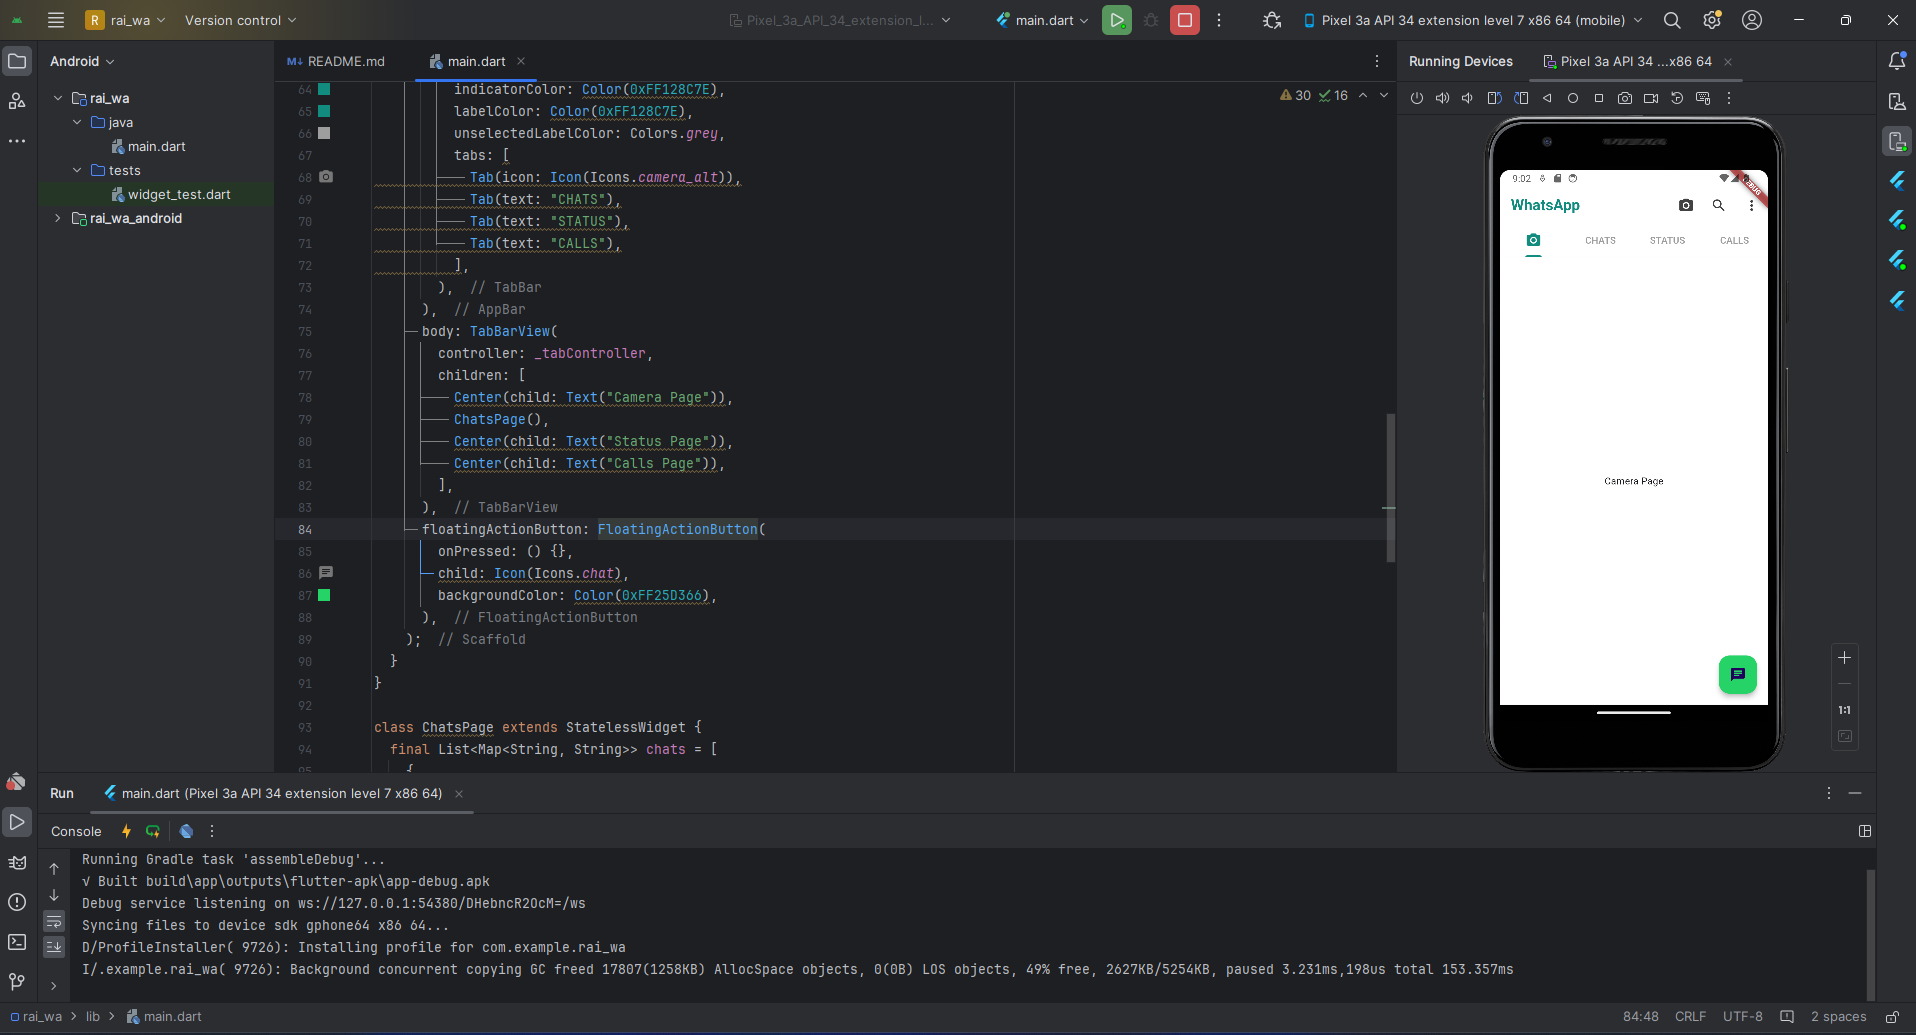 R rai_wa Version control Pixel_3a_API_34_extension_l... main.dart Pixel 3a API 34 extension level 7 x86 64 (mobile)
Android
rai_wa
java
main.dart
tests
widget_test.dart
rai_wa_android
M↓ README.md main.dart
30 16
64 indicatorColor: Color(0xFF128C7E),
65 labelColor: Color(0xFF128C7E),
66 unselectedLabelColor: Colors.grey,
67 tabs: [
68 Tab(icon: Icon(Icons.camera_alt)),
69 Tab(text: "CHATS"),
70 Tab(text: "STATUS"),
71 Tab(text: "CALLS"),
72 ],
73 ), // TabBar
74 ), // AppBar
75 body: TabBarView(
76 controller: _tabController,
77 children: [
78 Center(child: Text("Camera Page")),
79 ChatsPage(),
80 Center(child: Text("Status Page")),
81 Center(child: Text("Calls Page")),
82 ],
83 ), // TabBarView
84 floatingActionButton: FloatingActionButton(
85 onPressed: () {},
86 child: Icon(Icons.chat),
87 backgroundColor: Color(0xFF25D366),
88 ), // FloatingActionButton
89 ); // Scaffold
90 }
91 }
92
93 class ChatsPage extends StatelessWidget {
94 final List<Map<String, String>> chats = [
95 {
Running Devices Pixel 3a API 34 ...x86 64
9:02
DEBUG
WhatsApp
CHATS STATUS CALLS
Camera Page
1:1
Run main.dart (Pixel 3a API 34 extension level 7 x86 64)
Console
Running Gradle task 'assembleDebug'...
√ Built build\app\outputs\flutter-apk\app-debug.apk
Debug service listening on ws://127.0.0.1:54380/DHebncR2OcM=/ws
Syncing files to device sdk gphone64 x86 64...
D/ProfileInstaller( 9726): Installing profile for com.example.rai_wa
I/.example.rai_wa( 9726): Background concurrent copying GC freed 17807(1258KB) AllocSpace objects, 0(0B) LOS objects, 49% free, 2627KB/5254KB, paused 3.231ms,198us total 153.357ms
rai_wa > lib > main.dart 84:48 CRLF UTF-8 2 spaces